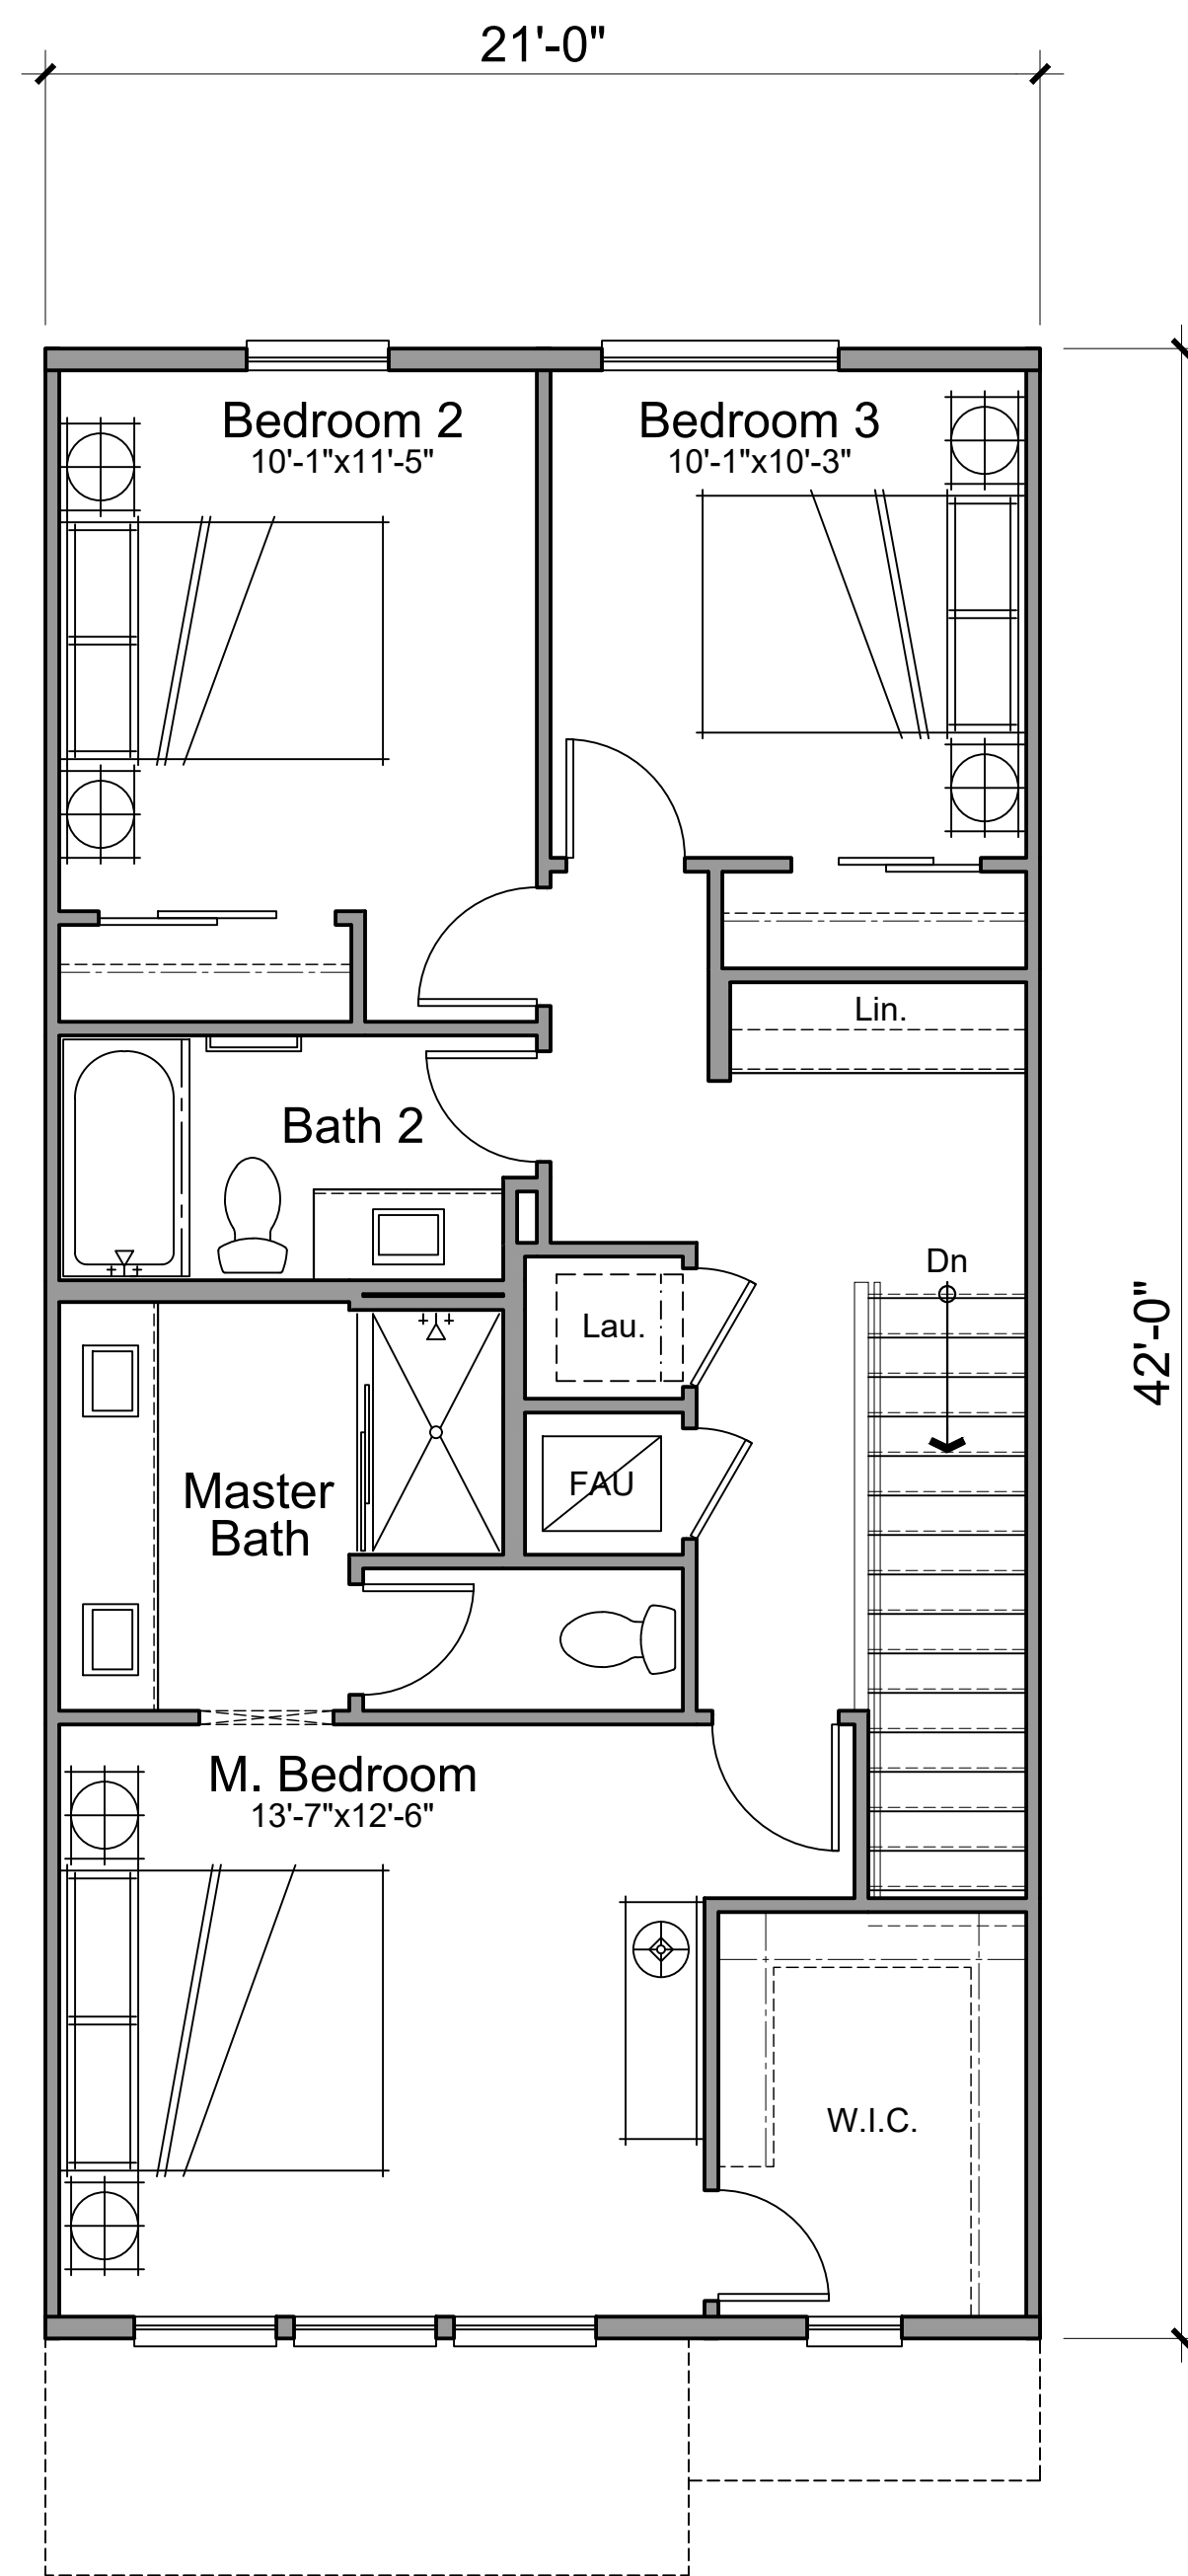 21'-0"
Bedroom 2
10'-1"x11'-5"
Bedroom 3
10'-1"x10'-3"
Lin.
Bath 2
Dn
Lau.
42'-0"
FAU
Master
Bath
M. Bedroom
13'-7"x12'-6"
W.I.C.